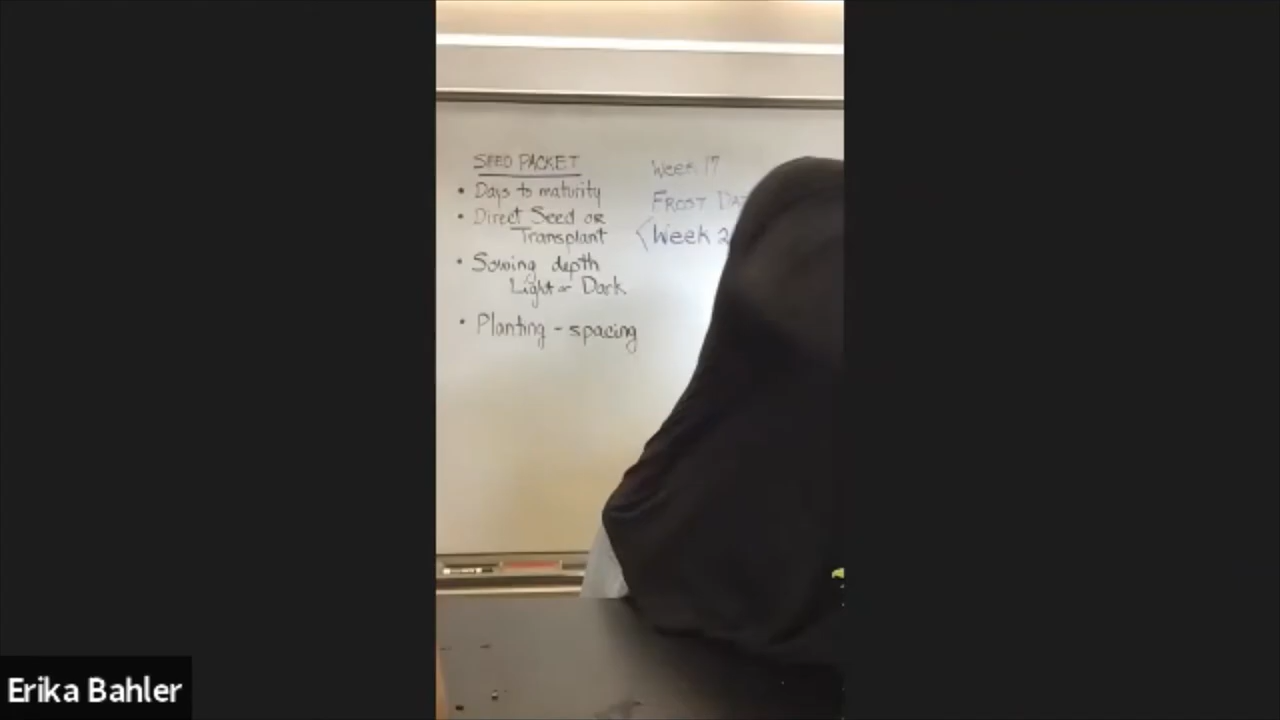 SEED PACKET
• Days to maturity
• Direct Seed or
Transplant
• Sowing depth
Light or Dark
• Planting - spacing
Week 17
FROST
Week 2
Erika Bahler